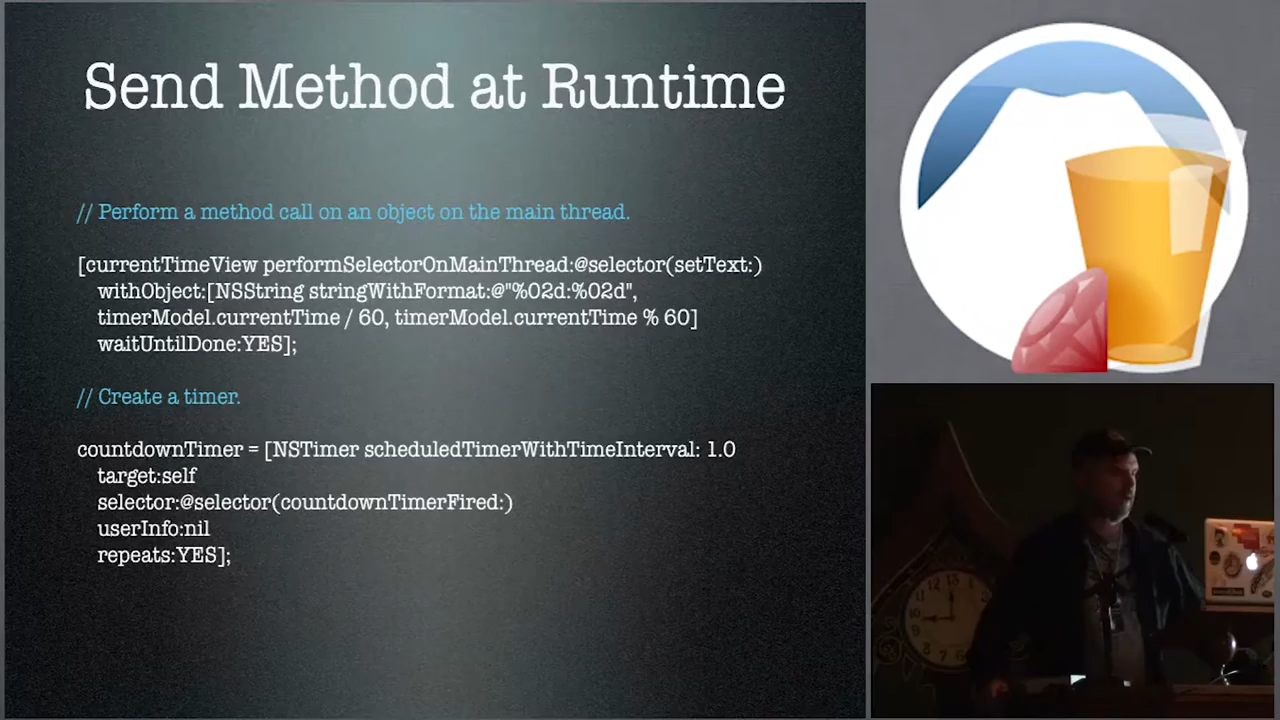 Send Method at Runtime
// Perform a method call on an object on the main thread.
[currentTimeView performSelectorOnMainThread:@selector(setText:)
withObject:[NSString stringWithFormat:@"%02d:%02d",
timerModel.currentTime / 60, timerModel.currentTime % 60]
waitUntilDone:YES];
// Create a timer.
countdownTimer = [NSTimer scheduledTimerWithTimeInterval: 1.0
target:self
selector:@selector(countdownTimerFired:)
userInfo:nil
repeats:YES];